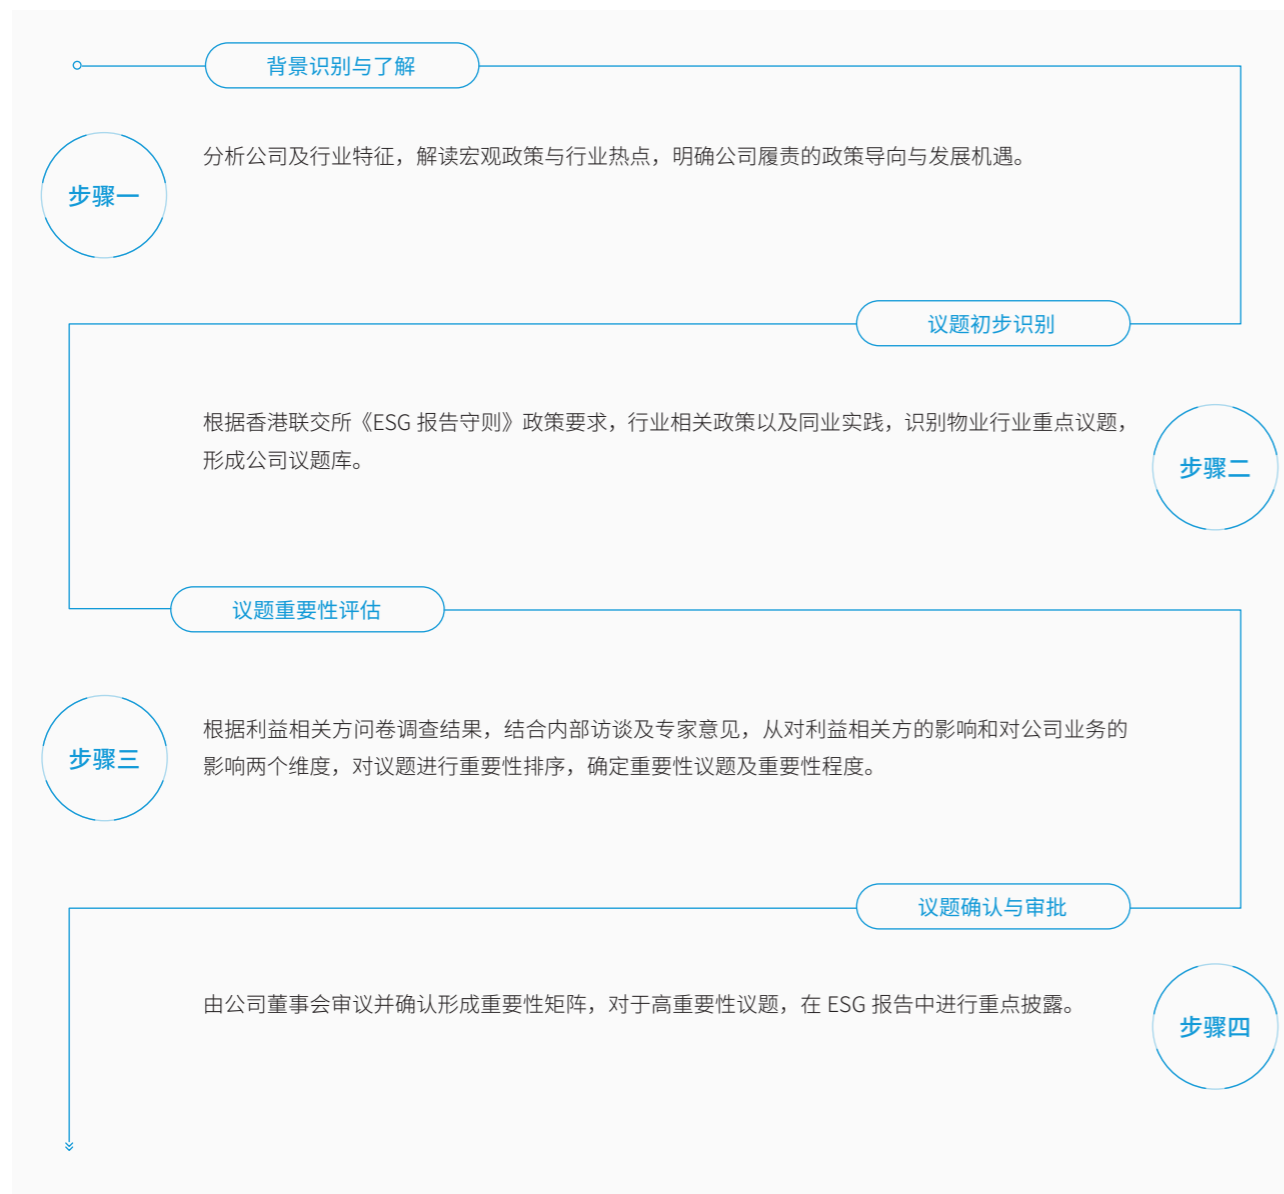 背景识别与了解
步骤一
分析公司及行业特征，解读宏观政策与行业热点，明确公司履责的政策导向与发展机遇。
议题初步识别
根据香港联交所《ESG 报告守则》政策要求，行业相关政策以及同业实践，识别物业行业重点议题，
形成公司议题库。
步骤二
议题重要性评估
步骤三
根据利益相关方问卷调查结果，结合内部访谈及专家意见，从对利益相关方的影响和对公司业务的
影响两个维度，对议题进行重要性排序，确定重要性议题及重要性程度。
议题确认与审批
由公司董事会审议并确认形成重要性矩阵，对于高重要性议题，在 ESG 报告中进行重点披露。
步骤四